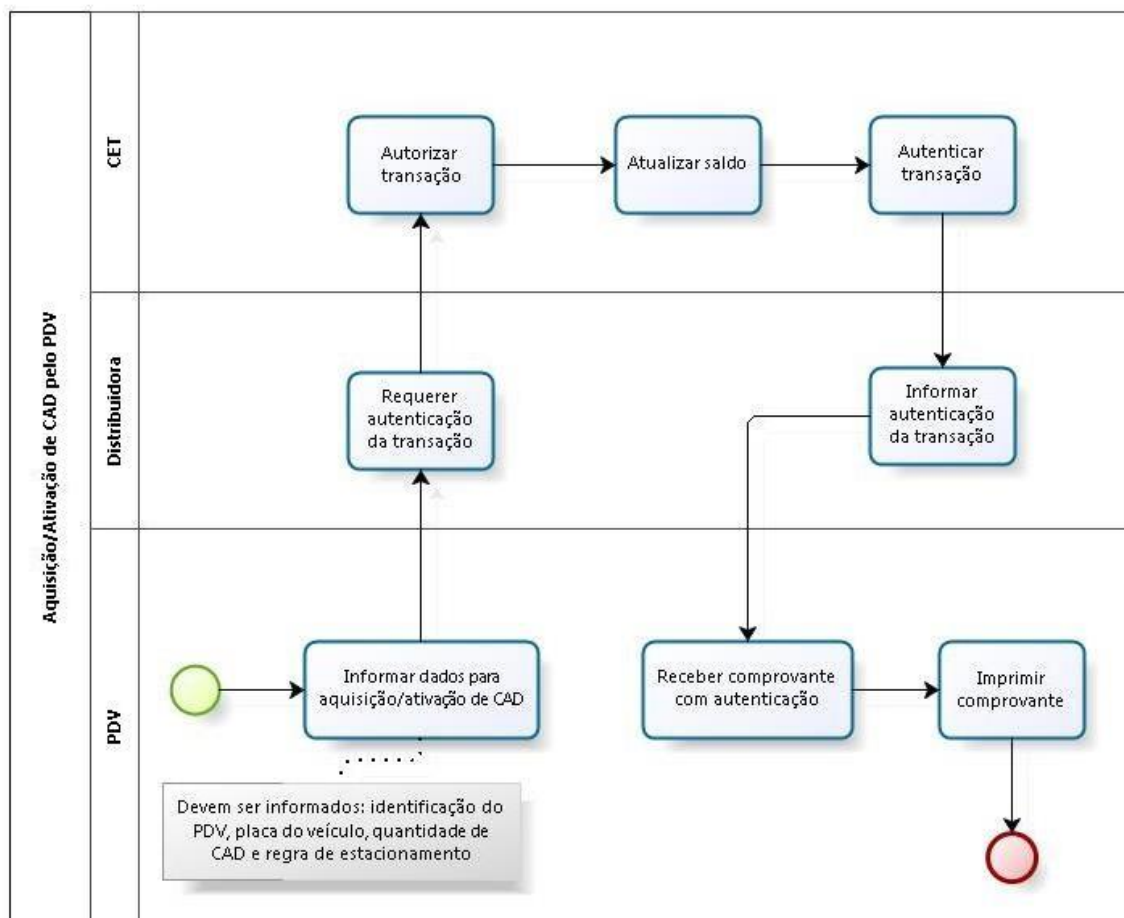 Aquisição/Ativação de CAD pelo PDV
CET
Autorizar
transação
Atualizar saldo
Autenticar
transação
Distribuidora
Requerer
autenticação
da transação
Informar
autenticação
da transação
PDV
Informar dados para
aquisição/ativação de CAD
Receber comprovante
com autenticação
Imprimir
comprovante
Devem ser informados: identificação do
PDV, placa do veículo, quantidade de
CAD e regra de estacionamento